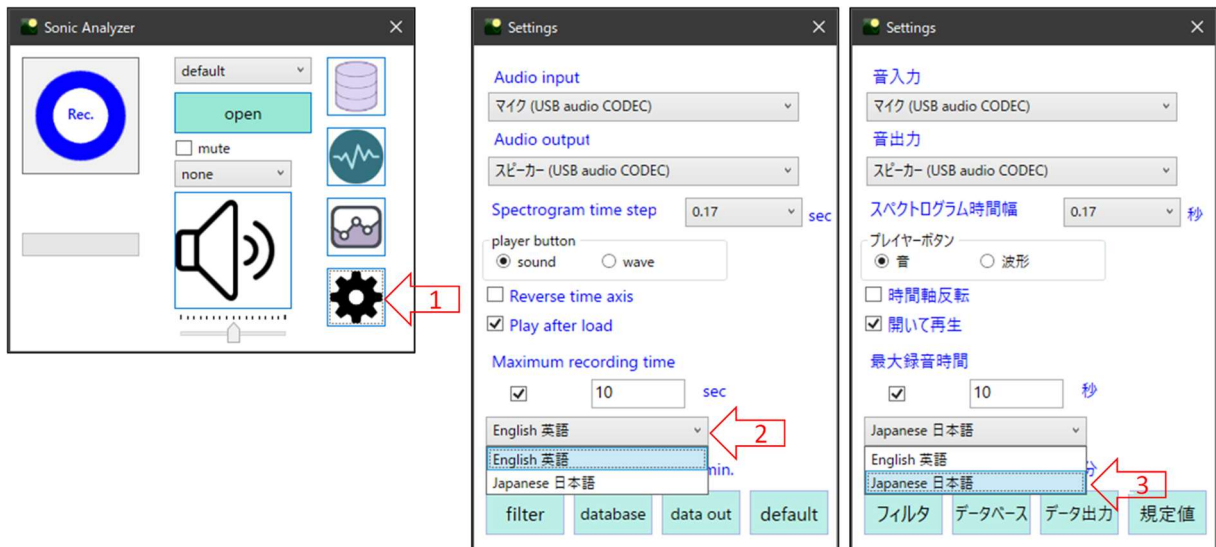 Sonic Analyzer
Rec.
default
open
mute
none
1
Settings
Audio input
マイク (USB audio CODEC)
Audio output
スピーカー (USB audio CODEC)
Spectrogram time step 0.17 sec
player button
sound wave
Reverse time axis
Play after load
Maximum recording time
10 sec
English 英語
2
English 英語
min.
Japanese 日本語
filter database data out default
Settings
音入力
マイク (USB audio CODEC)
音出力
スピーカー (USB audio CODEC)
スペクトログラム時間幅 0.17 秒
プレイヤーボタン
音 波形
時間軸反転
開いて再生
最大録音時間
10 秒
Japanese 日本語
English 英語
Japanese 日本語
3
フィルタ データベース データ出力 規定値